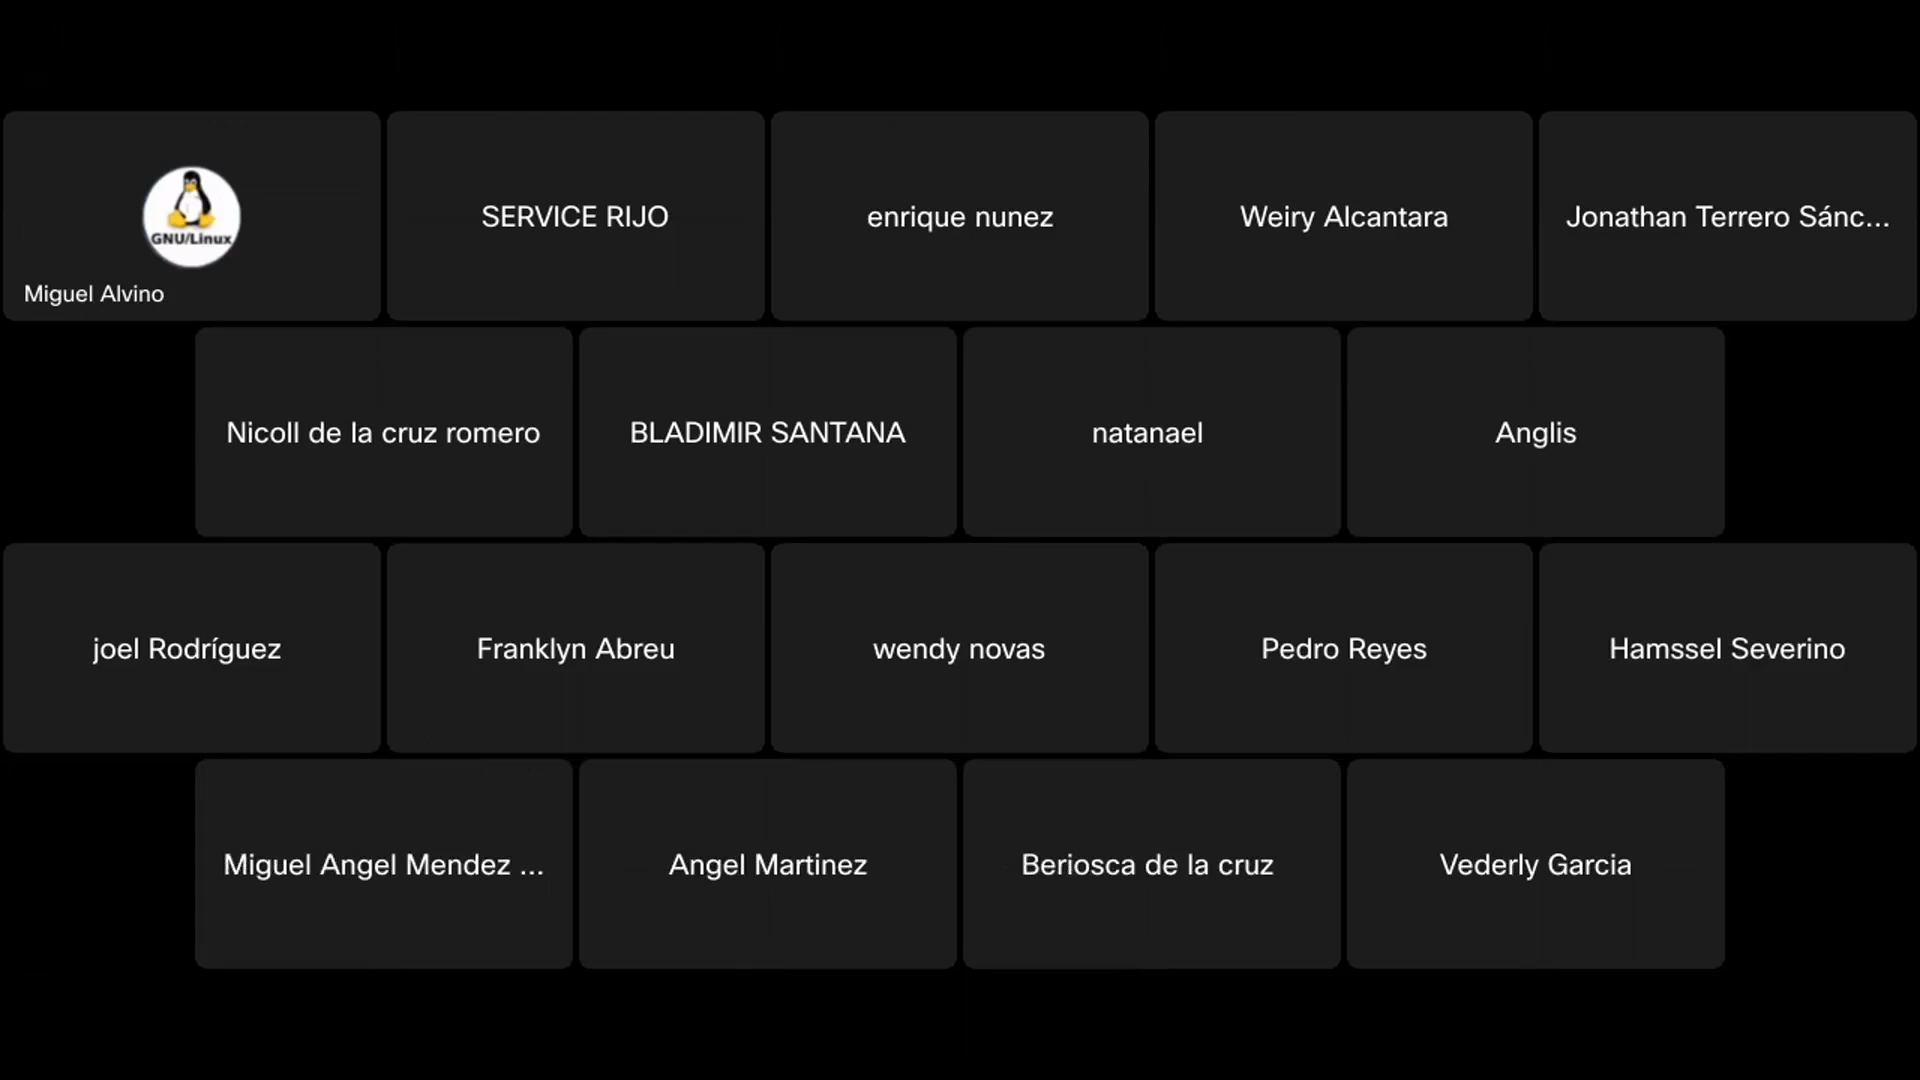 GNU/Linux
Miguel Alvino
SERVICE RIJO
enrique nunez
Weiry Alcantara
Jonathan Terrero Sánc...
Nicoll de la cruz romero
BLADIMIR SANTANA
natanael
Anglis
joel Rodríguez
Franklyn Abreu
wendy novas
Pedro Reyes
Hamssel Severino
Miguel Angel Mendez ...
Angel Martinez
Beriosca de la cruz
Vederly Garcia